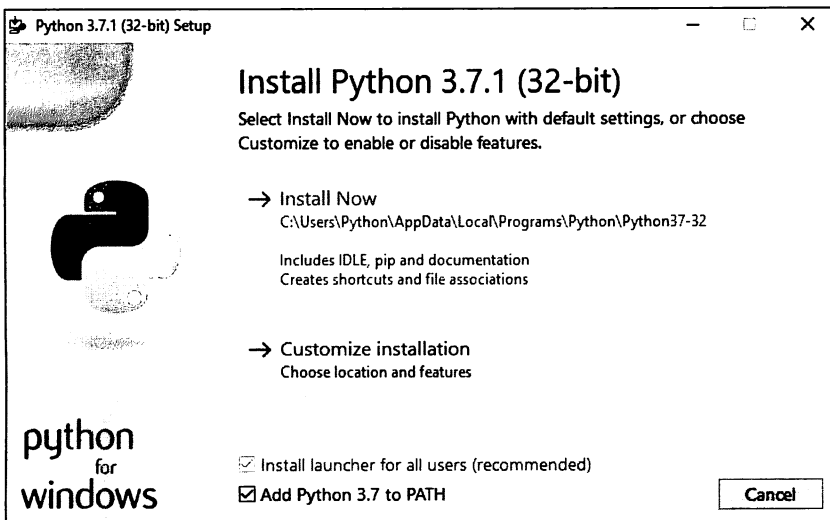 Python 3.7.1 (32-bit) Setup
Install Python 3.7.1 (32-bit)
Select Install Now to install Python with default settings, or choose
Customize to enable or disable features.
→ Install Now
C:\Users\Python\AppData\Local\Programs\Python\Python37-32
Includes IDLE, pip and documentation
Creates shortcuts and file associations
→ Customize installation
Choose location and features
python
for
windows
Install launcher for all users (recommended)
Add Python 3.7 to PATH
Cancel